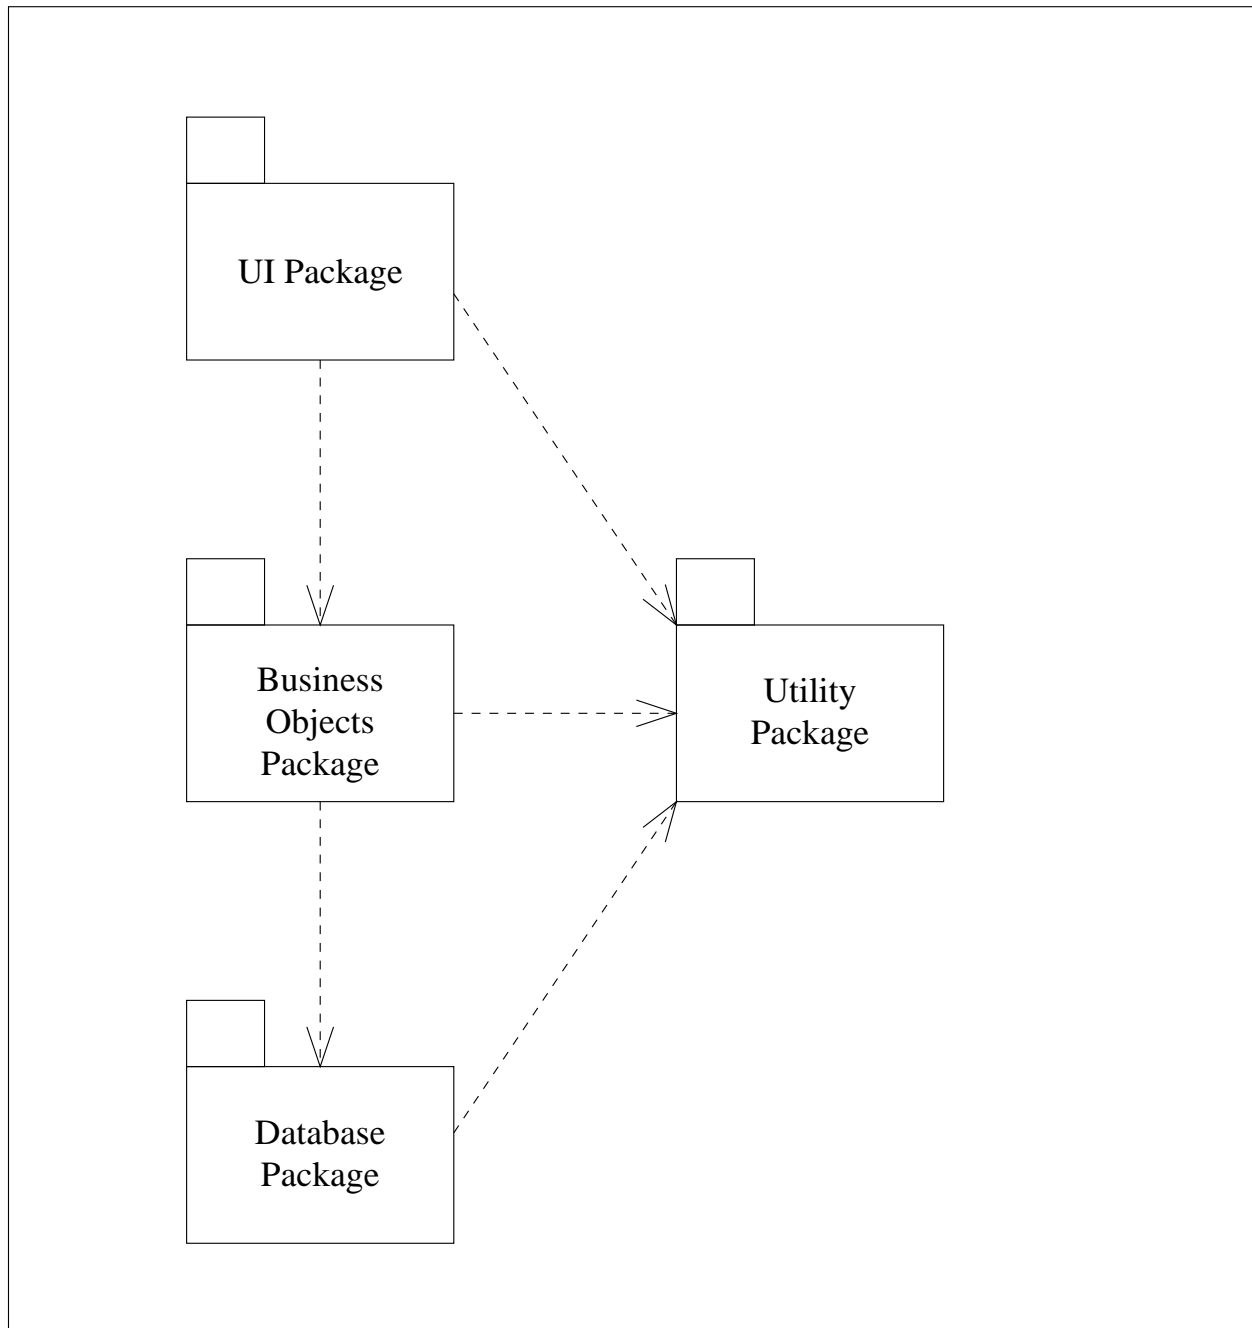 UI Package
Business
Objects
Package
Utility
Package
Database
Package